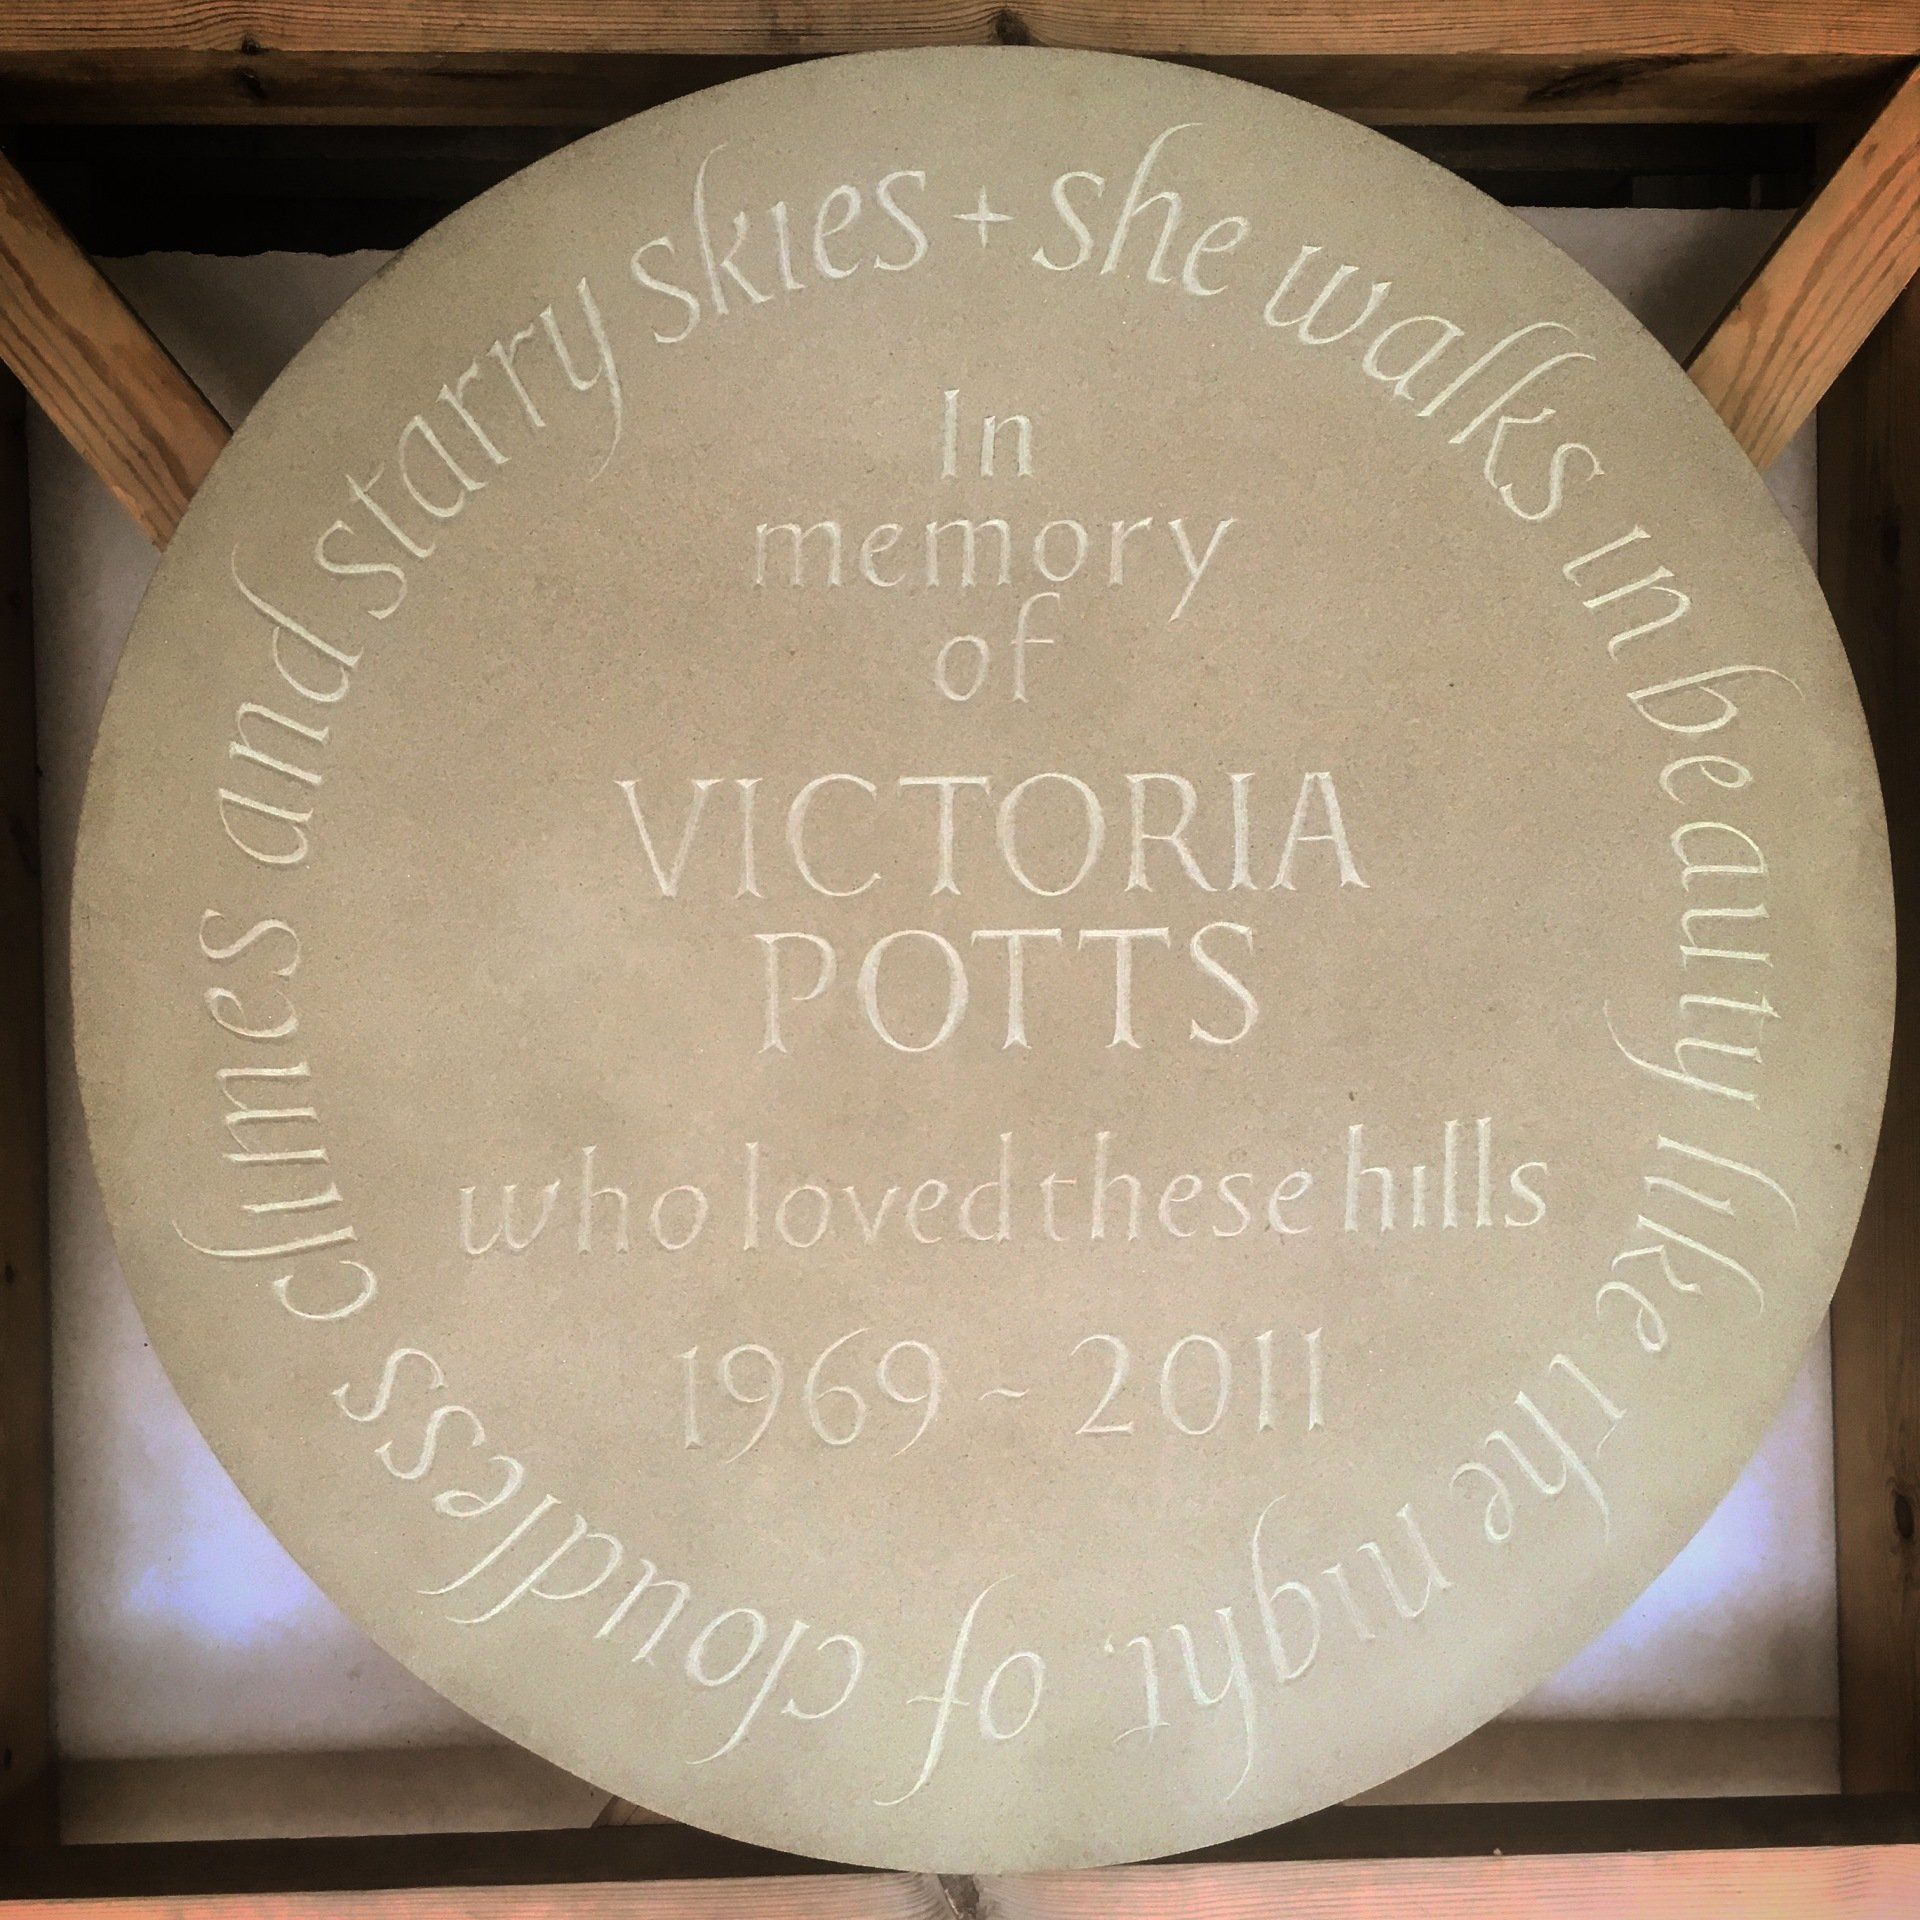 she walks in beauty like the night, of cloudless climes and starry skies +
In
memory
of
VICTORIA
POTTS
who loved these hills
1969 ~ 2011